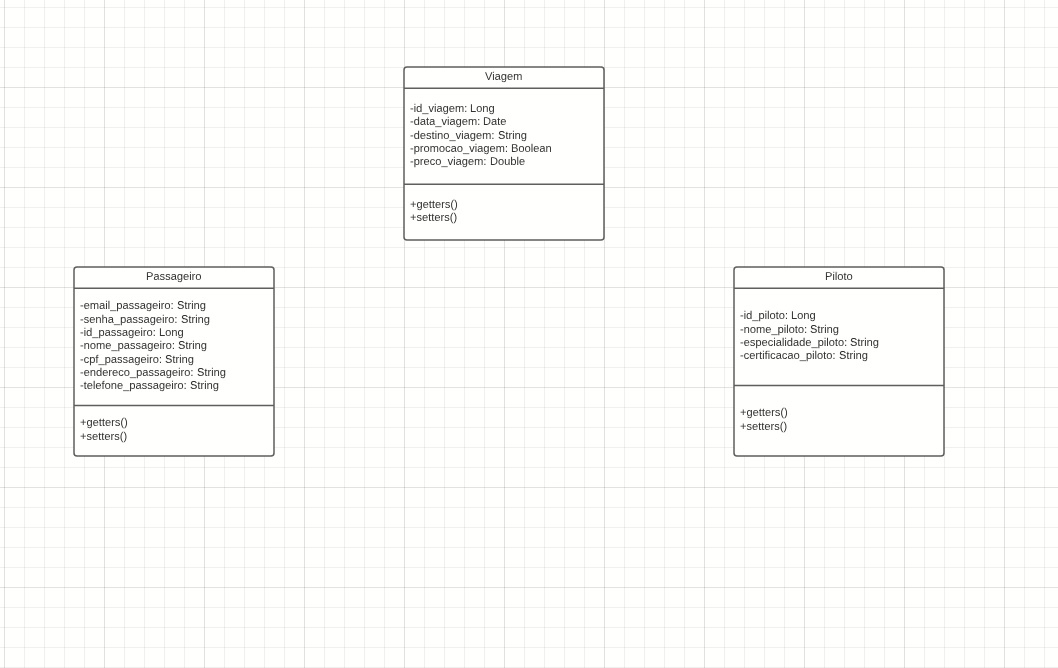 Viagem
-id_viagem: Long
-data_viagem: Date
-destino_viagem: String
-promocao_viagem: Boolean
-preco_viagem: Double
+getters()
+setters()
Passageiro
-email_passageiro: String
-senha_passageiro: String
-id_passageiro: Long
-nome_passageiro: String
-cpf_passageiro: String
-endereco_passageiro: String
-telefone_passageiro: String
+getters()
+setters()
Piloto
-id_piloto: Long
-nome_piloto: String
-especialidade_piloto: String
-certificacao_piloto: String
+getters()
+setters()